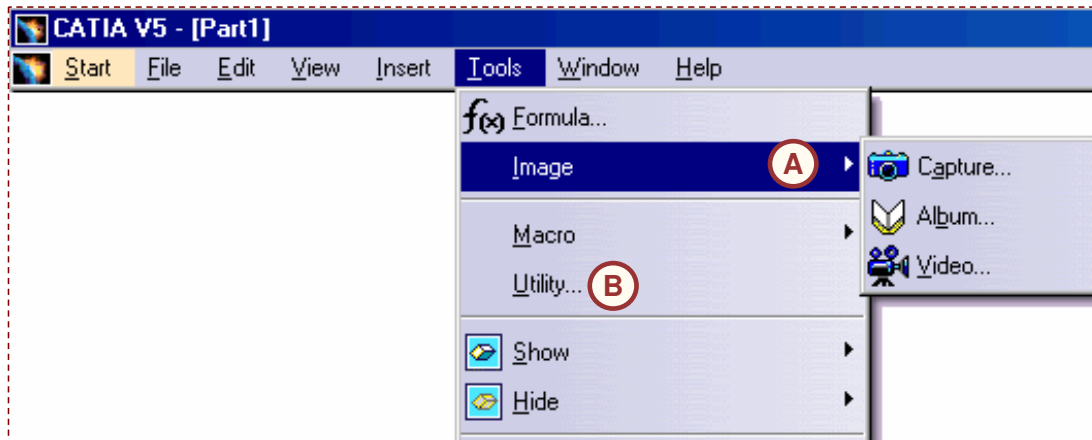 CATIA V5 - [Part1]
Start File Edit View Insert Tools Window Help
f(x) Formula...
Image A
Capture...
Album...
Macro
Video...
Utility... B
Show
Hide